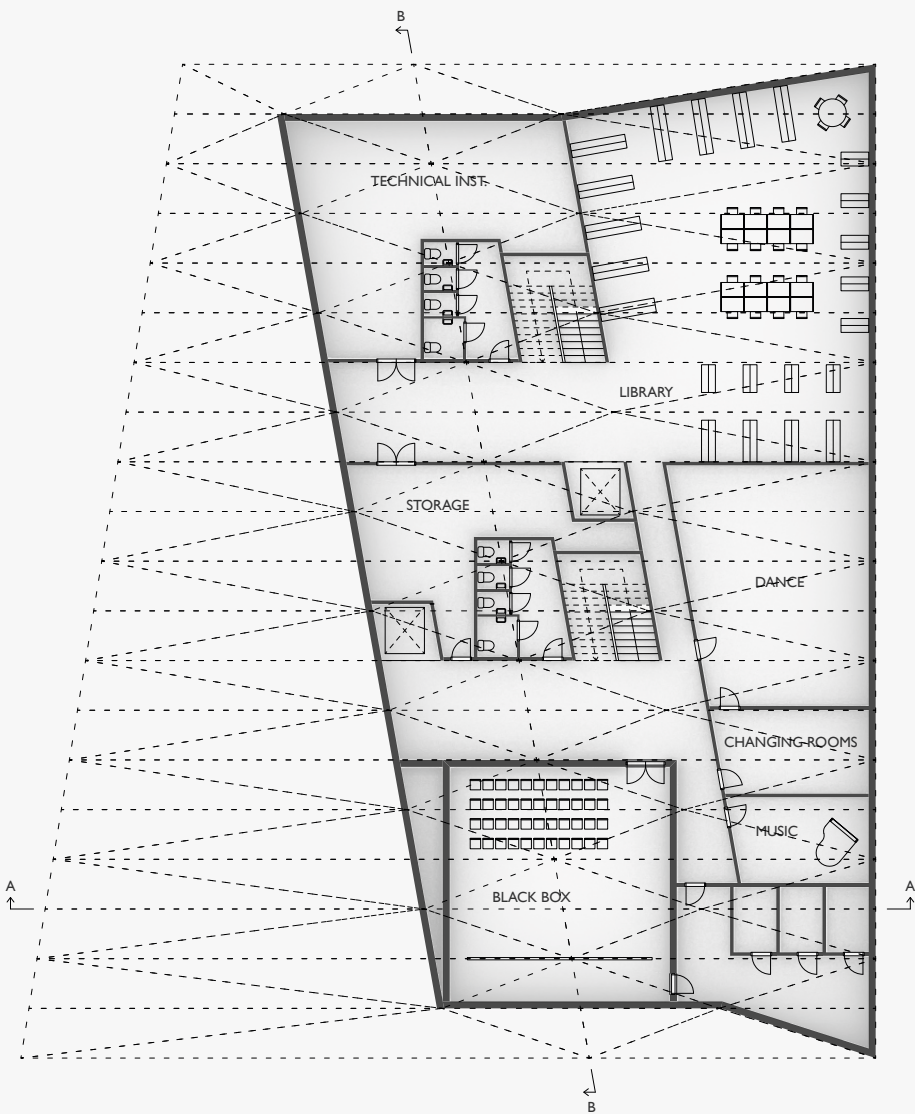 B
TECHNICAL INST.
LIBRARY
STORAGE
DANCE
CHANGING ROOMS
MUSIC
A
A
BLACK BOX
B